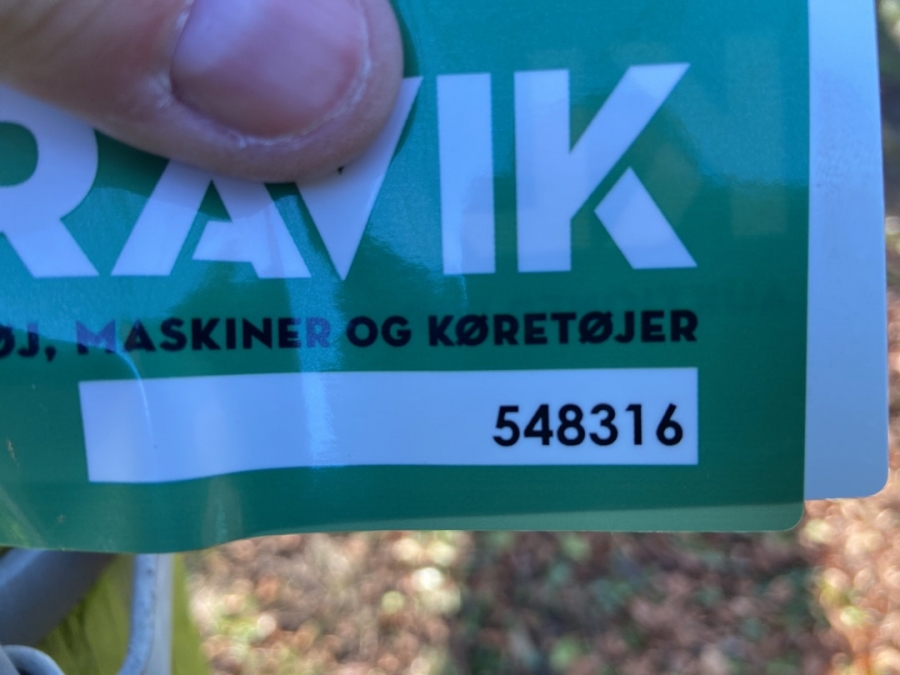 RAVIK
ØJ, MASKINER OG KØRETØJER
548316